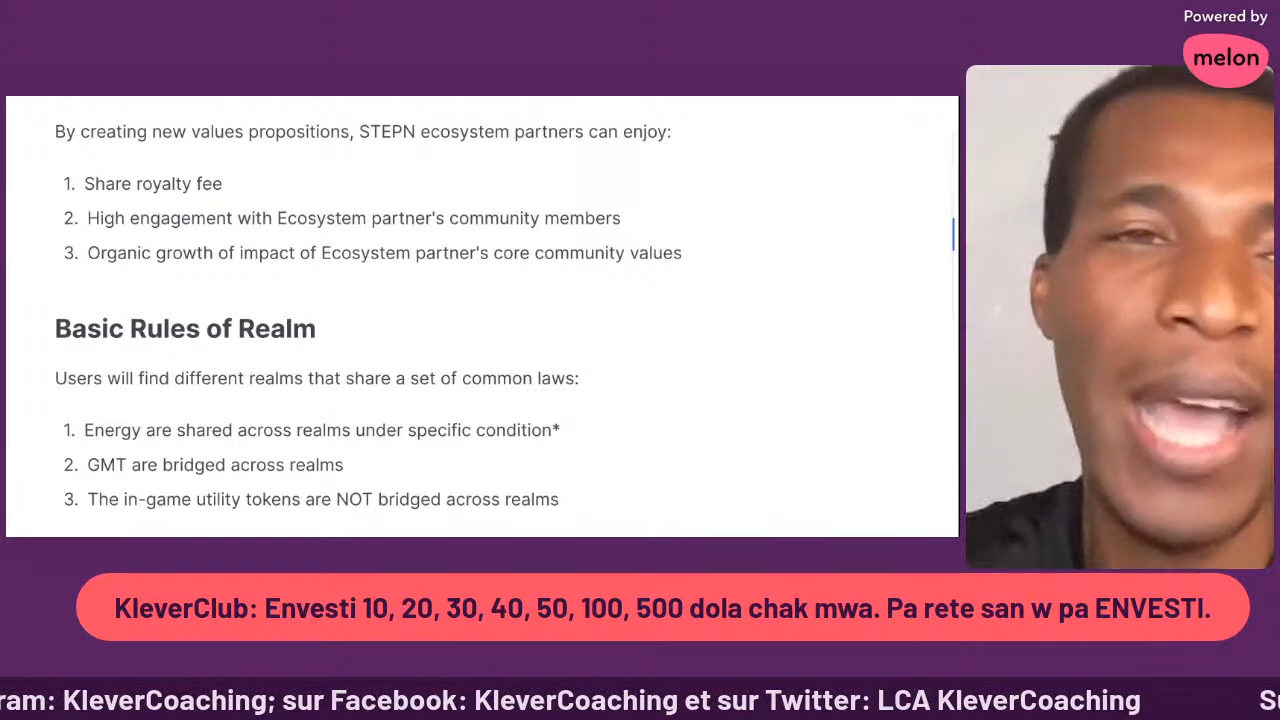 Powered by
melon
By creating new values propositions, STEPN ecosystem partners can enjoy:
1. Share royalty fee
2. High engagement with Ecosystem partner's community members
3. Organic growth of impact of Ecosystem partner's core community values
Basic Rules of Realm
Users will find different realms that share a set of common laws:
1. Energy are shared across realms under specific condition*
2. GMT are bridged across realms
3. The in-game utility tokens are NOT bridged across realms
KleverClub: Envesti 10, 20, 30, 40, 50, 100, 500 dola chak mwa. Pa rete san w pa ENVESTI.
ram: KleverCoaching; sur Facebook: KleverCoaching et sur Twitter: LCA KleverCoaching